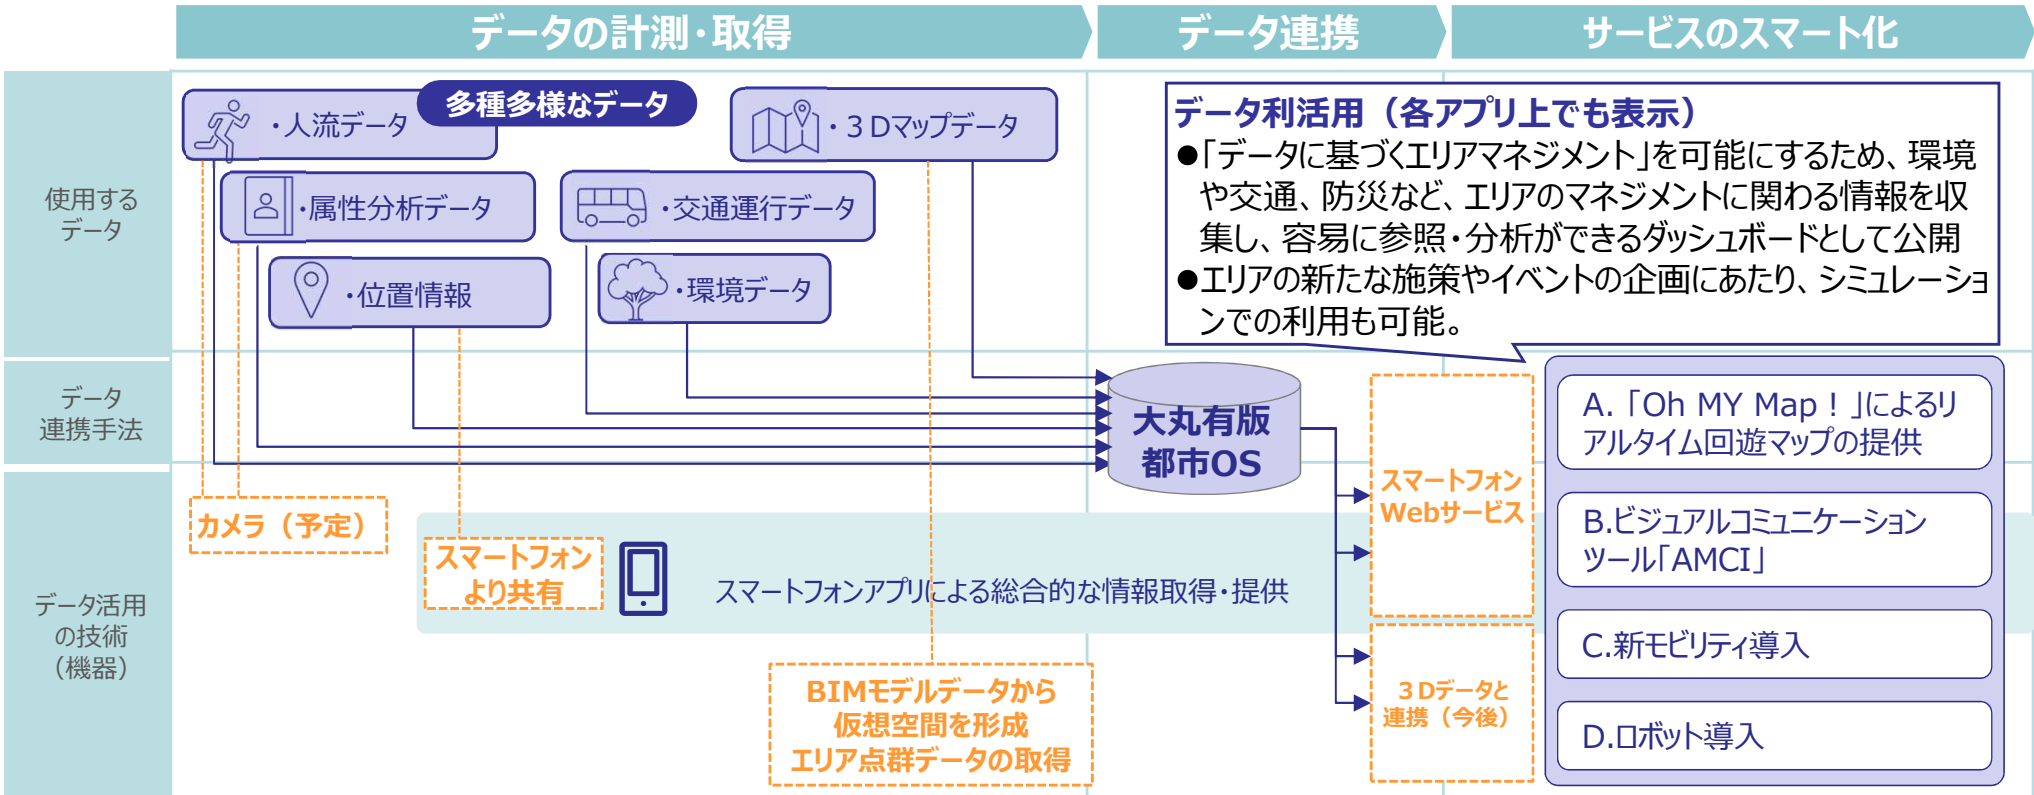 データの計測・取得
データ連携
サービスのスマート化
使用する
データ
多種多様なデータ
・人流データ
・３Dマップデータ
・属性分析データ
・交通運行データ
・位置情報
・環境データ
データ利活用（各アプリ上でも表示）
●「データに基づくエリアマネジメント」を可能にするため、環境
や交通、防災など、エリアのマネジメントに関わる情報を収
集し、容易に参照・分析ができるダッシュボードとして公開
●エリアの新たな施策やイベントの企画にあたり、シミュレーショ
ンでの利用も可能。
データ
連携手法
大丸有版
都市OS
データ活用
の技術
（機器）
カメラ（予定）
スマートフォン
より共有
スマートフォンアプリによる総合的な情報取得・提供
BIMモデルデータから
仮想空間を形成
エリア点群データの取得
スマートフォン
Webサービス
３Dデータと
連携（今後）
A.「Oh MY Map！」によるリ
アルタイム回遊マップの提供
B.ビジュアルコミュニケーション
ツール「AMCI」
C.新モビリティ導入
D.ロボット導入